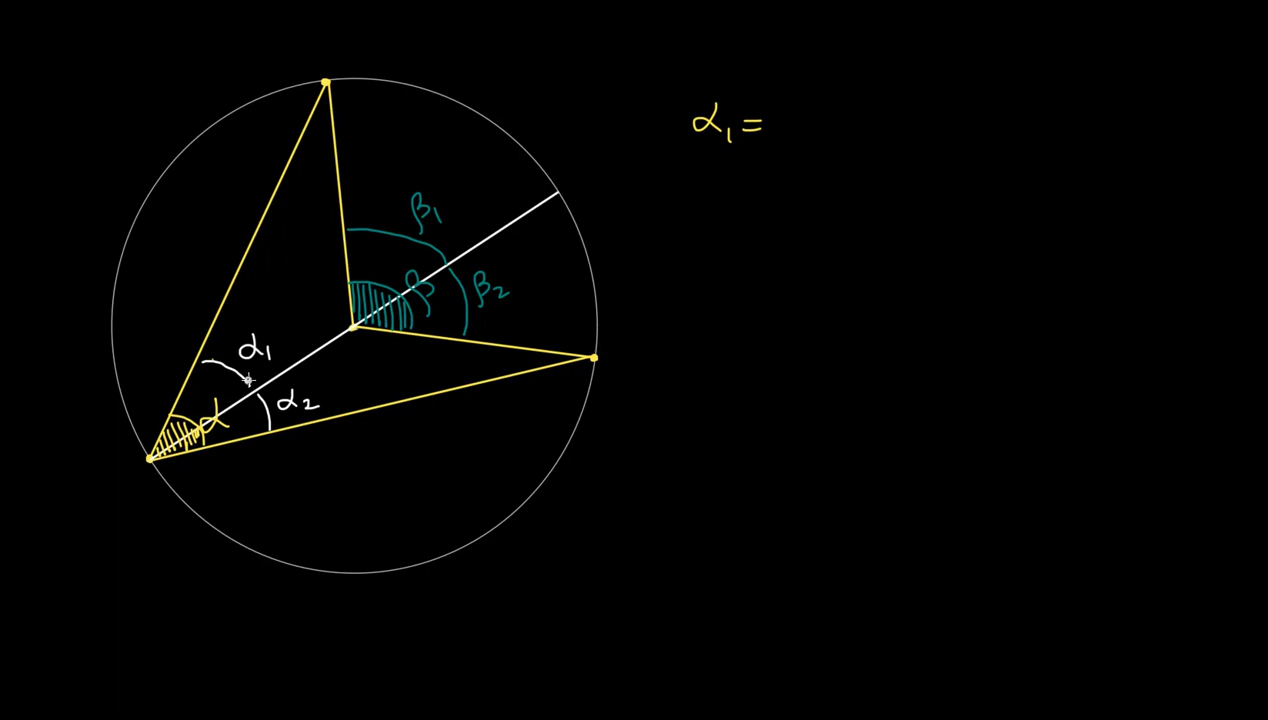 α₁ =
β₁
β
β₂
α₁
α₂
α